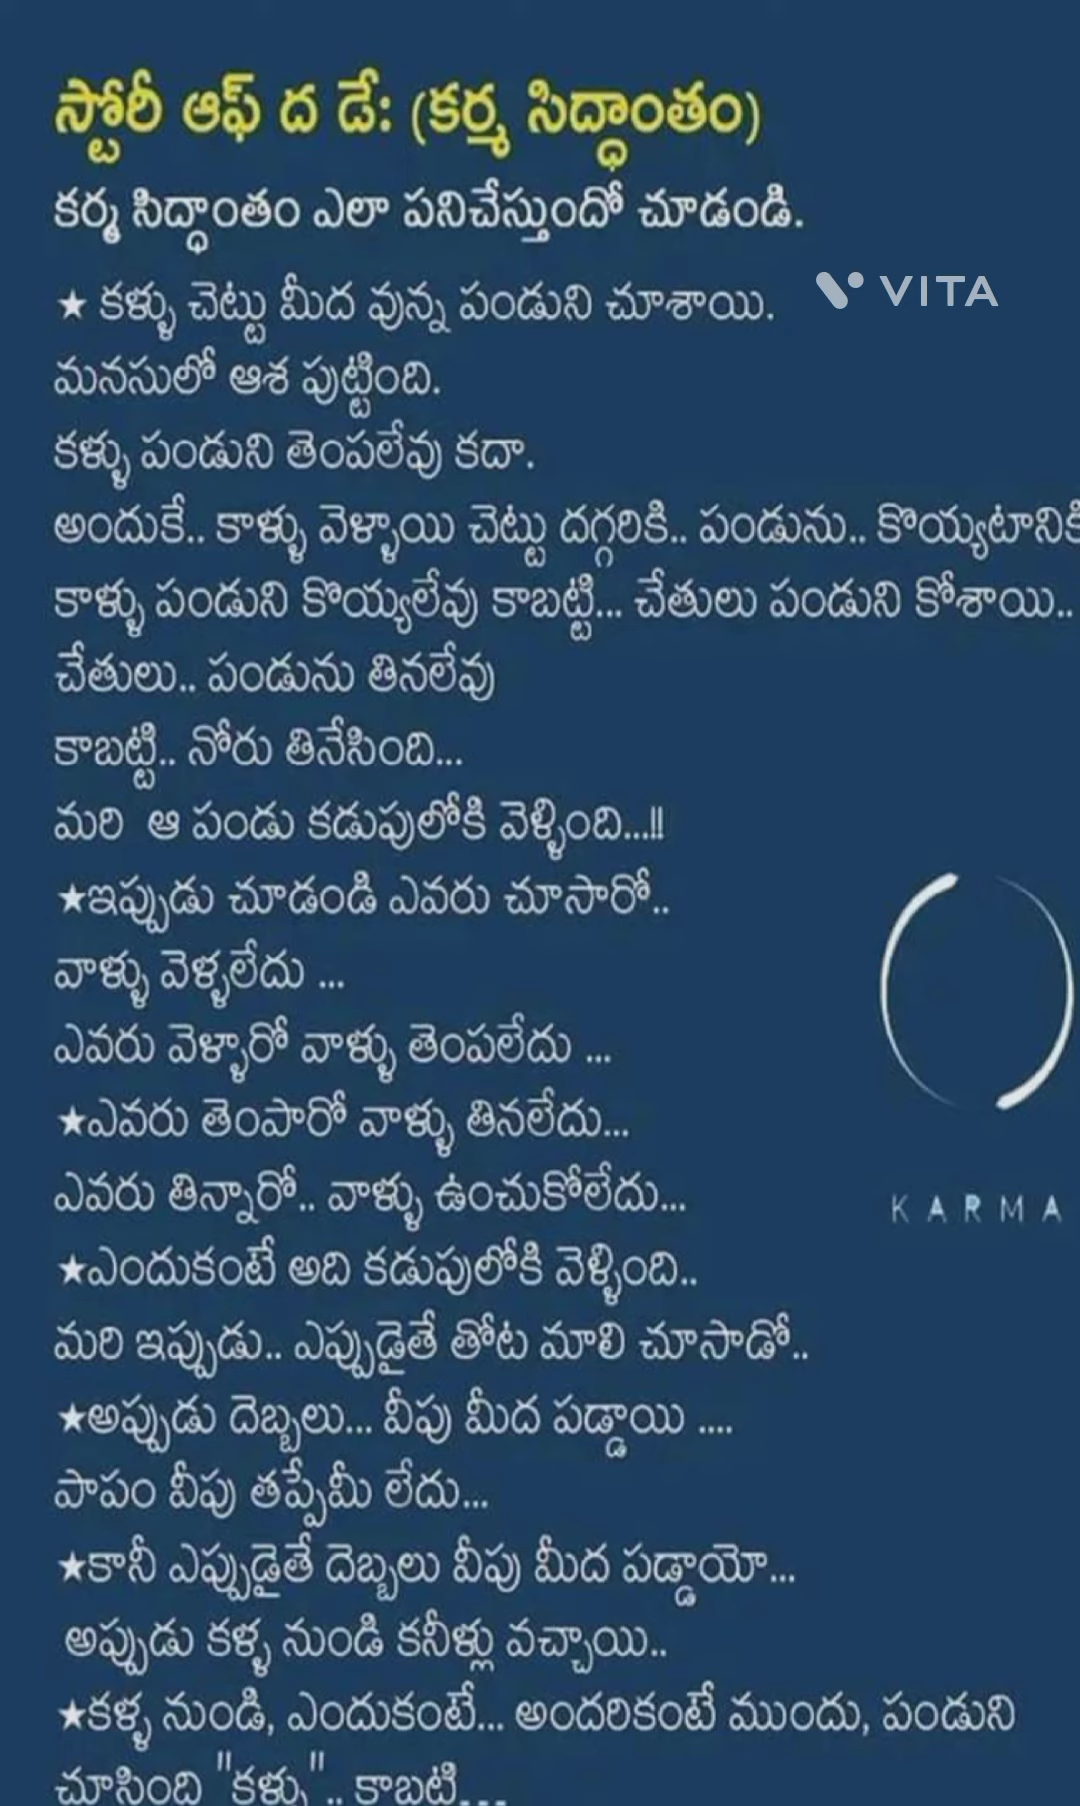 స్టోరీ ఆఫ్ ద డే: (కర్మ సిద్ధాంతం)
కర్మ సిద్ధాంతం ఎలా పనిచేస్తుందో చూడండి.
VITA
★ కళ్ళు చెట్టు మీద వున్న పండుని చూశాయి.
మనసులో ఆశ పుట్టింది.
కళ్ళు పండుని తెంపలేవు కదా.
అందుకే.. కాళ్ళు వెళ్ళాయి చెట్టు దగ్గరికి.. పండును.. కొయ్యటానికి
కాళ్ళు పండుని కొయ్యలేవు కాబట్టి... చేతులు పండుని కోశాయి..
చేతులు.. పండును తినలేవు
కాబట్టి.. నోరు తినేసింది...
మరి ఆ పండు కడుపులోకి వెళ్ళింది...!!
★ఇప్పుడు చూడండి ఎవరు చూసారో..
వాళ్ళు వెళ్ళలేదు ...
ఎవరు వెళ్ళారో వాళ్ళు తెంపలేదు ...
★ఎవరు తెంపారో వాళ్ళు తినలేదు...
ఎవరు తిన్నారో.. వాళ్ళు ఉంచుకోలేదు...
KARMA
★ఎందుకంటే అది కడుపులోకి వెళ్ళింది..
మరి ఇప్పుడు.. ఎప్పుడైతే తోట మాలి చూసాడో..
★అప్పుడు దెబ్బలు... వీపు మీద పడ్డాయి ....
పాపం వీపు తప్పేమీ లేదు...
★కానీ ఎప్పుడైతే దెబ్బలు వీపు మీద పడ్డాయో...
అప్పుడు కళ్ళ నుండి కనీళ్లు వచ్చాయి..
★కళ్ళ నుండి, ఎందుకంటే... అందరికంటే ముందు, పండుని
చూసింది "కళ్ళు".. కాబట్టి...